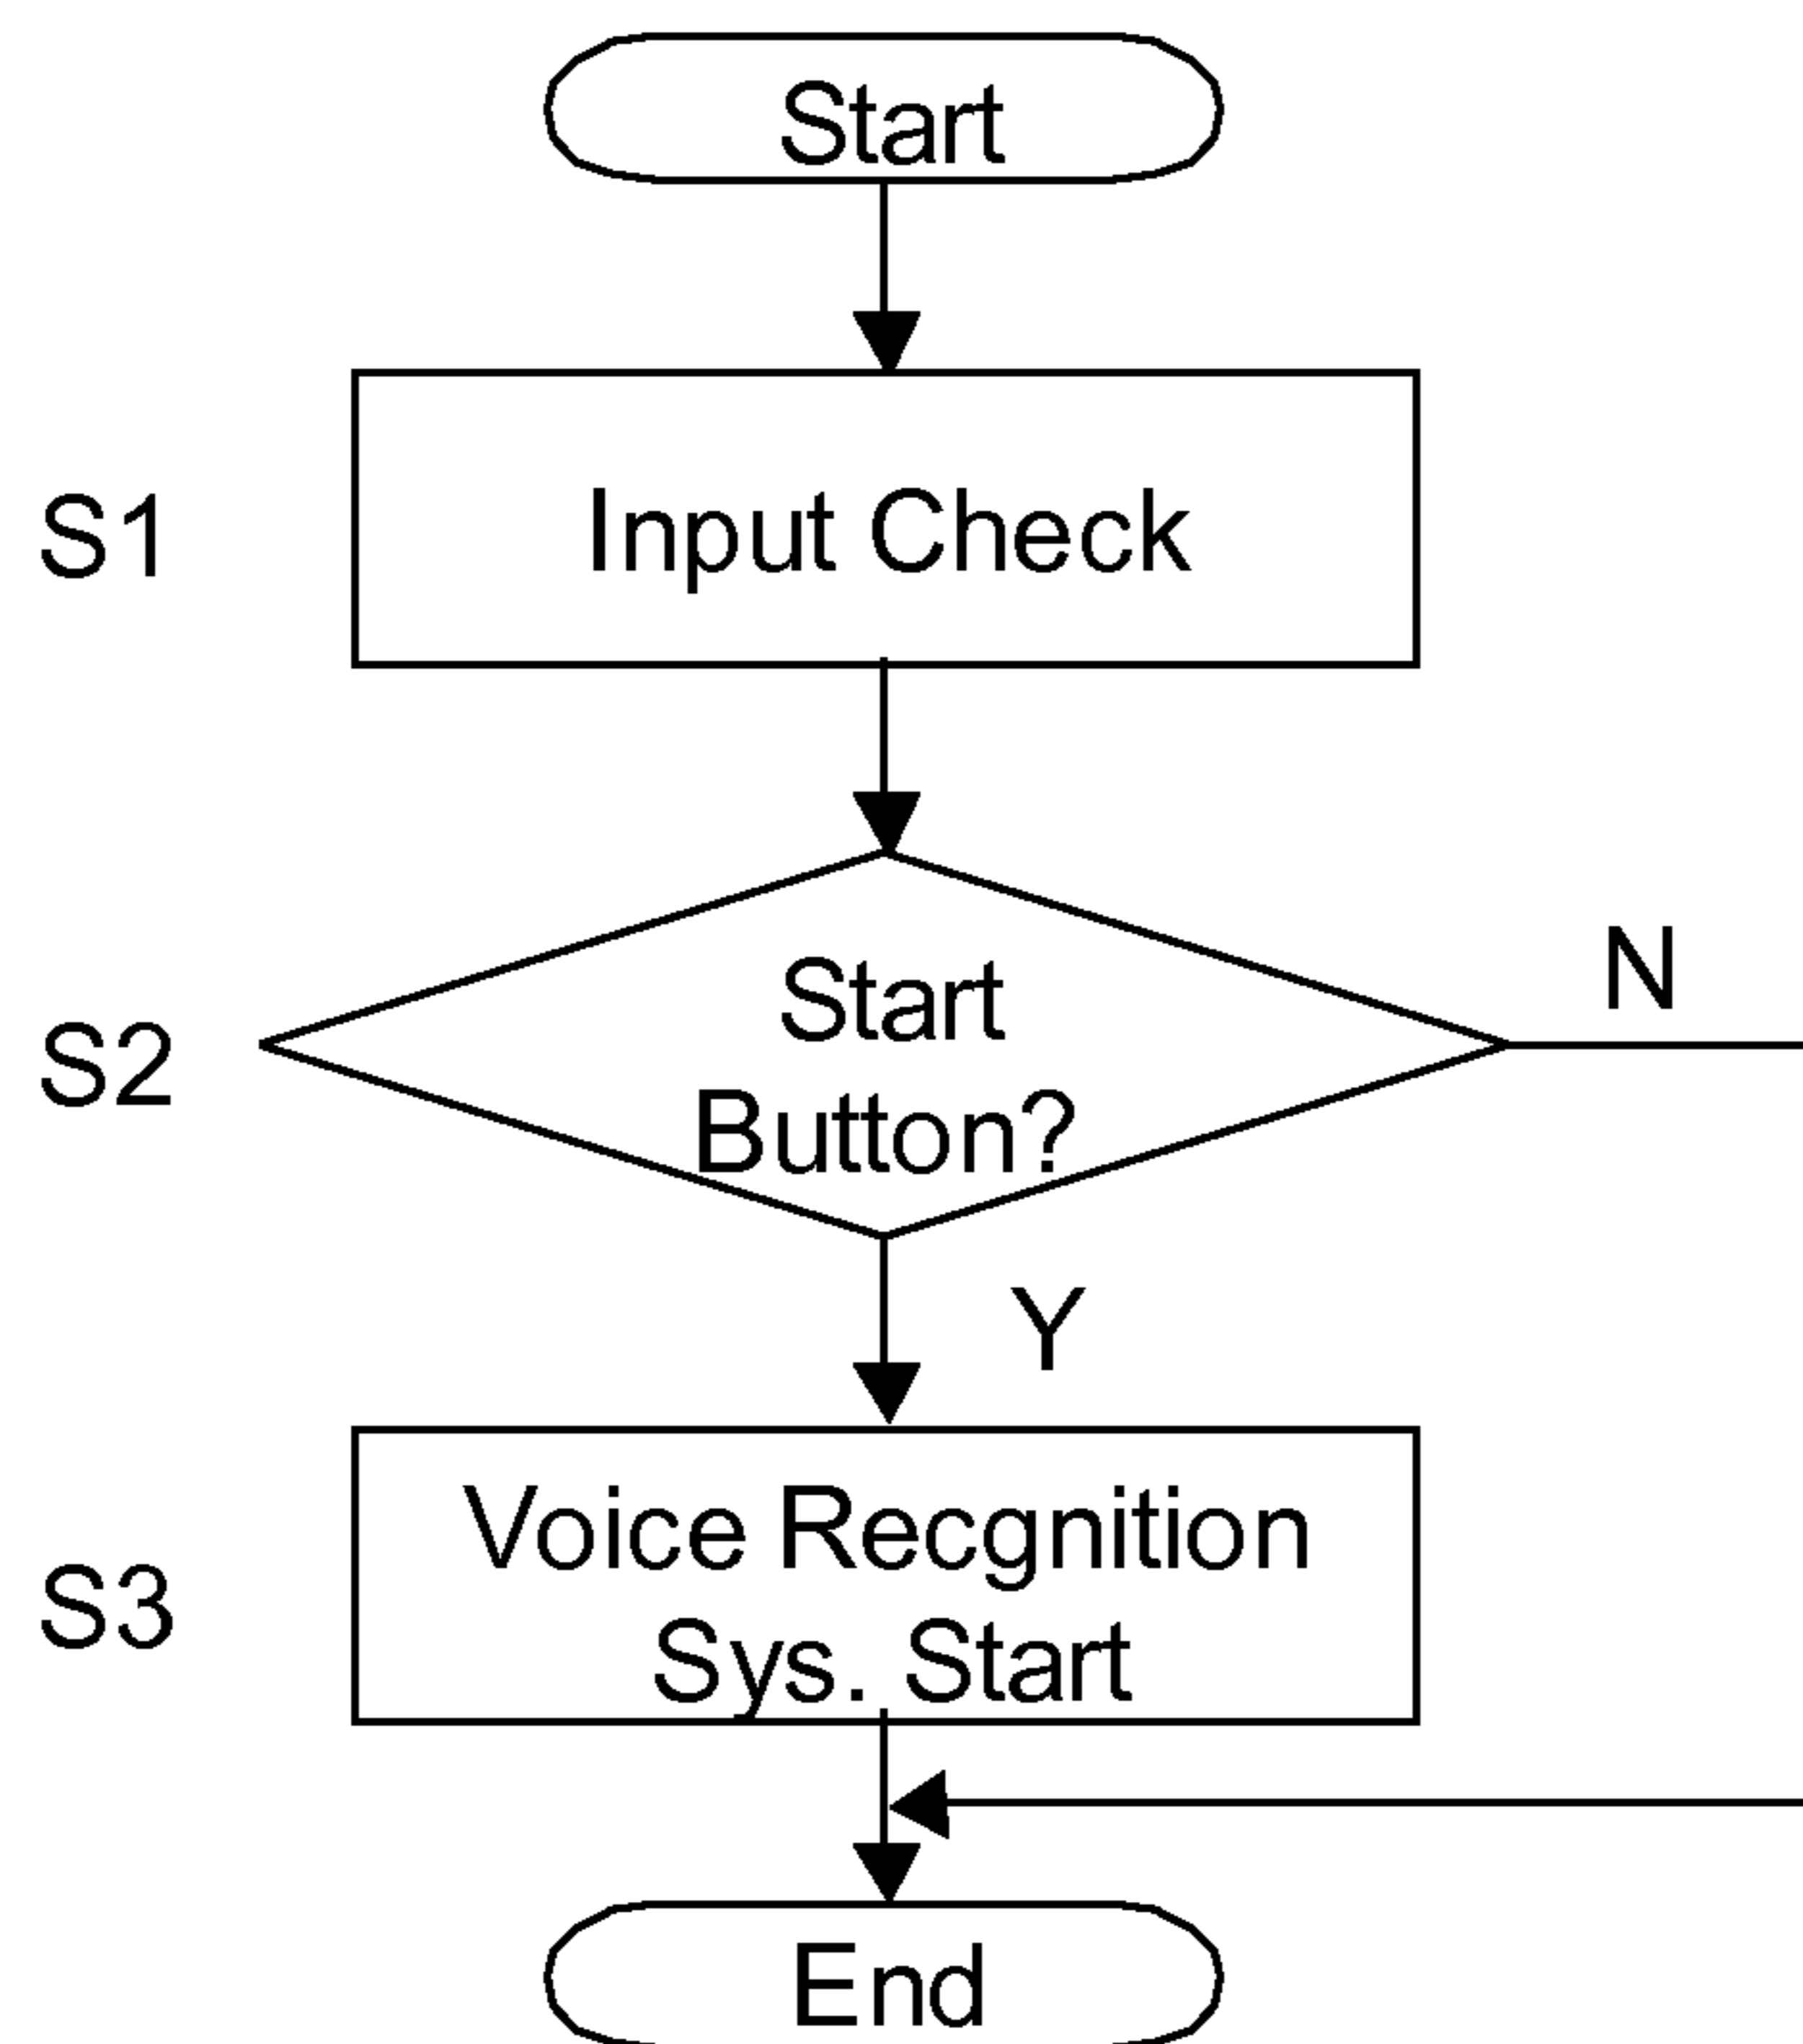 Start
S1
Input Check
S2
Start
Button?
N
Y
S3
Voice Recgnition
Sys. Start
End